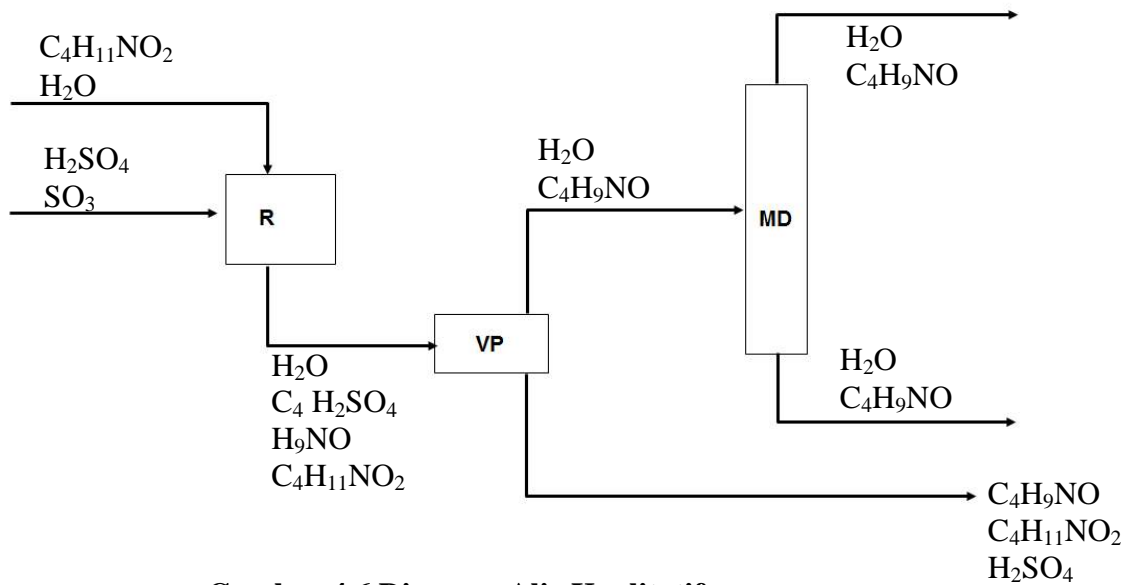 C₄H₁₁NO₂
H₂O
H₂SO₄
SO₃
R
H₂O
C₄ H₂SO₄
H₉NO
C₄H₁₁NO₂
VP
H₂O
C₄H₉NO
MD
H₂O
C₄H₉NO
H₂O
C₄H₉NO
C₄H₉NO
C₄H₁₁NO₂
H₂SO₄
Gambar 4.6 Diagram Alir Kualitatif